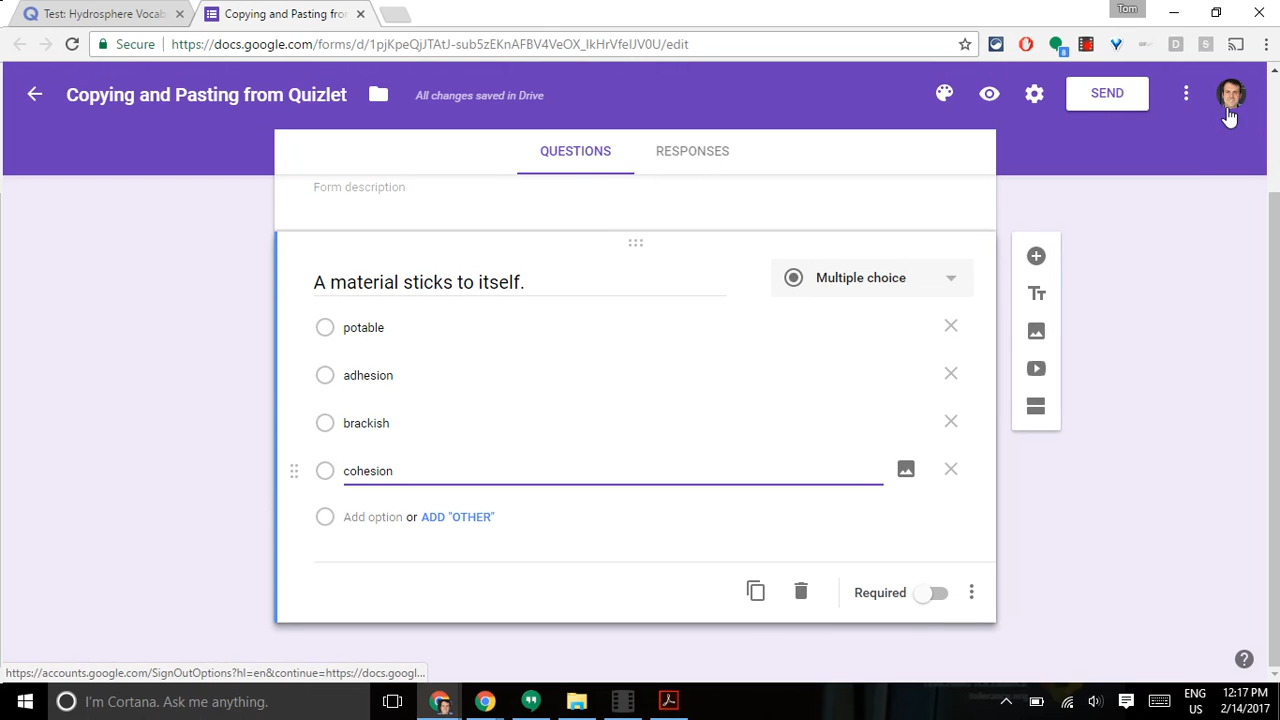 Test: Hydrosphere Vocab
Copying and Pasting from
Tom
Secure
https://docs.google.com/forms/d/1pJKpeQjJTAtJ-sub5zEKnAFBV4VeOX_IkHrVfeIJV0U/edit
Copying and Pasting from Quizlet
All changes saved in Drive
SEND
QUESTIONS
RESPONSES
Form description
A material sticks to itself.
Multiple choice
potable
adhesion
brackish
cohesion
Add option or ADD "OTHER"
Required
https://accounts.google.com/SignOutOptions?hl=en&continue=https://docs.googl...
I'm Cortana. Ask me anything.
ENG
US
12:17 PM
2/14/2017